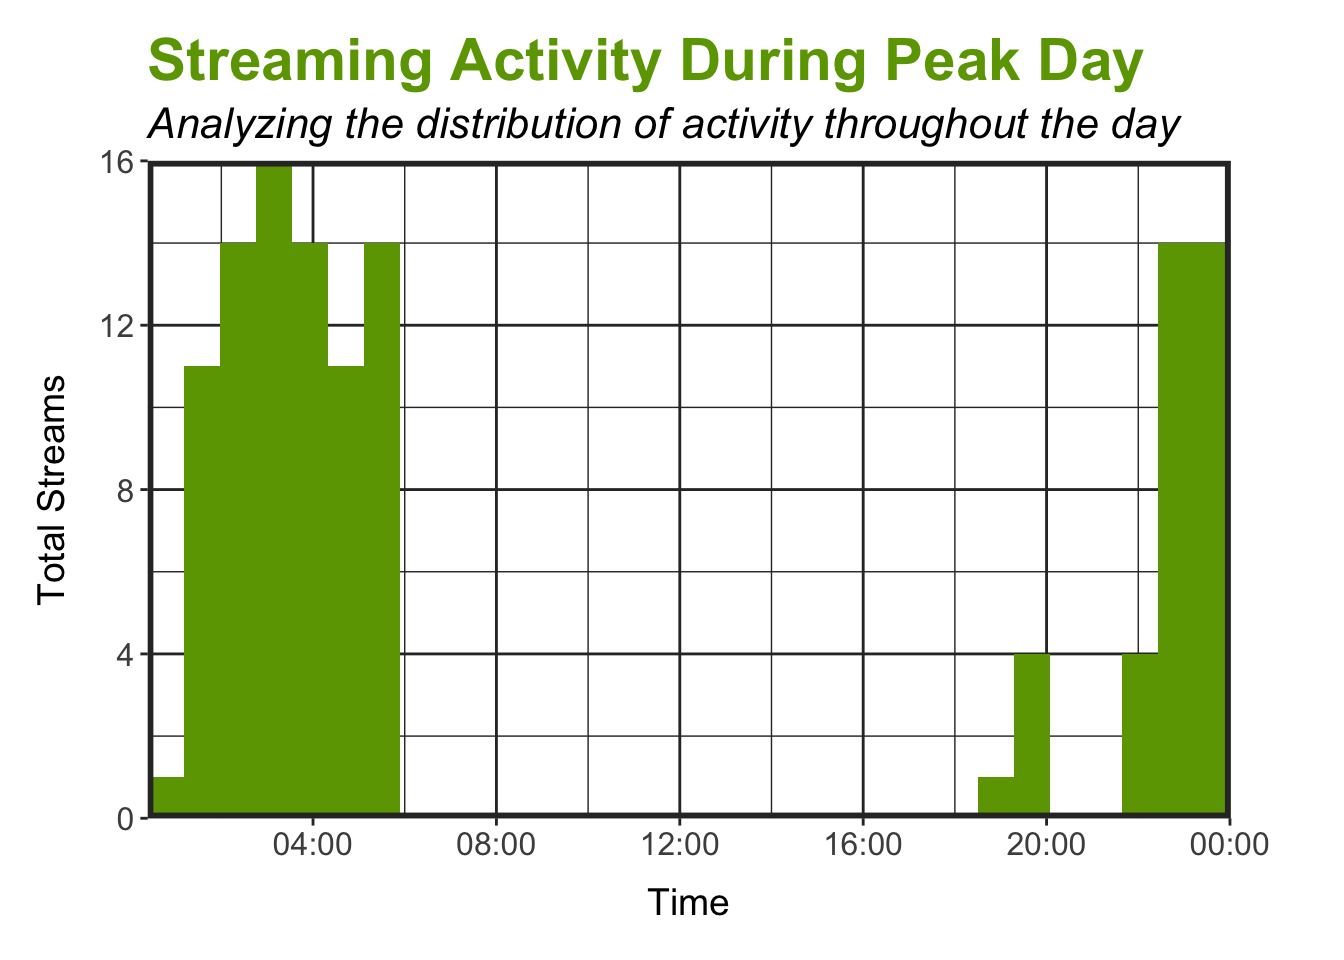 Streaming Activity During Peak Day
Analyzing the distribution of activity throughout the day
16
12
8
4
0
Total Streams
04:00
08:00
12:00
16:00
20:00
00:00
Time